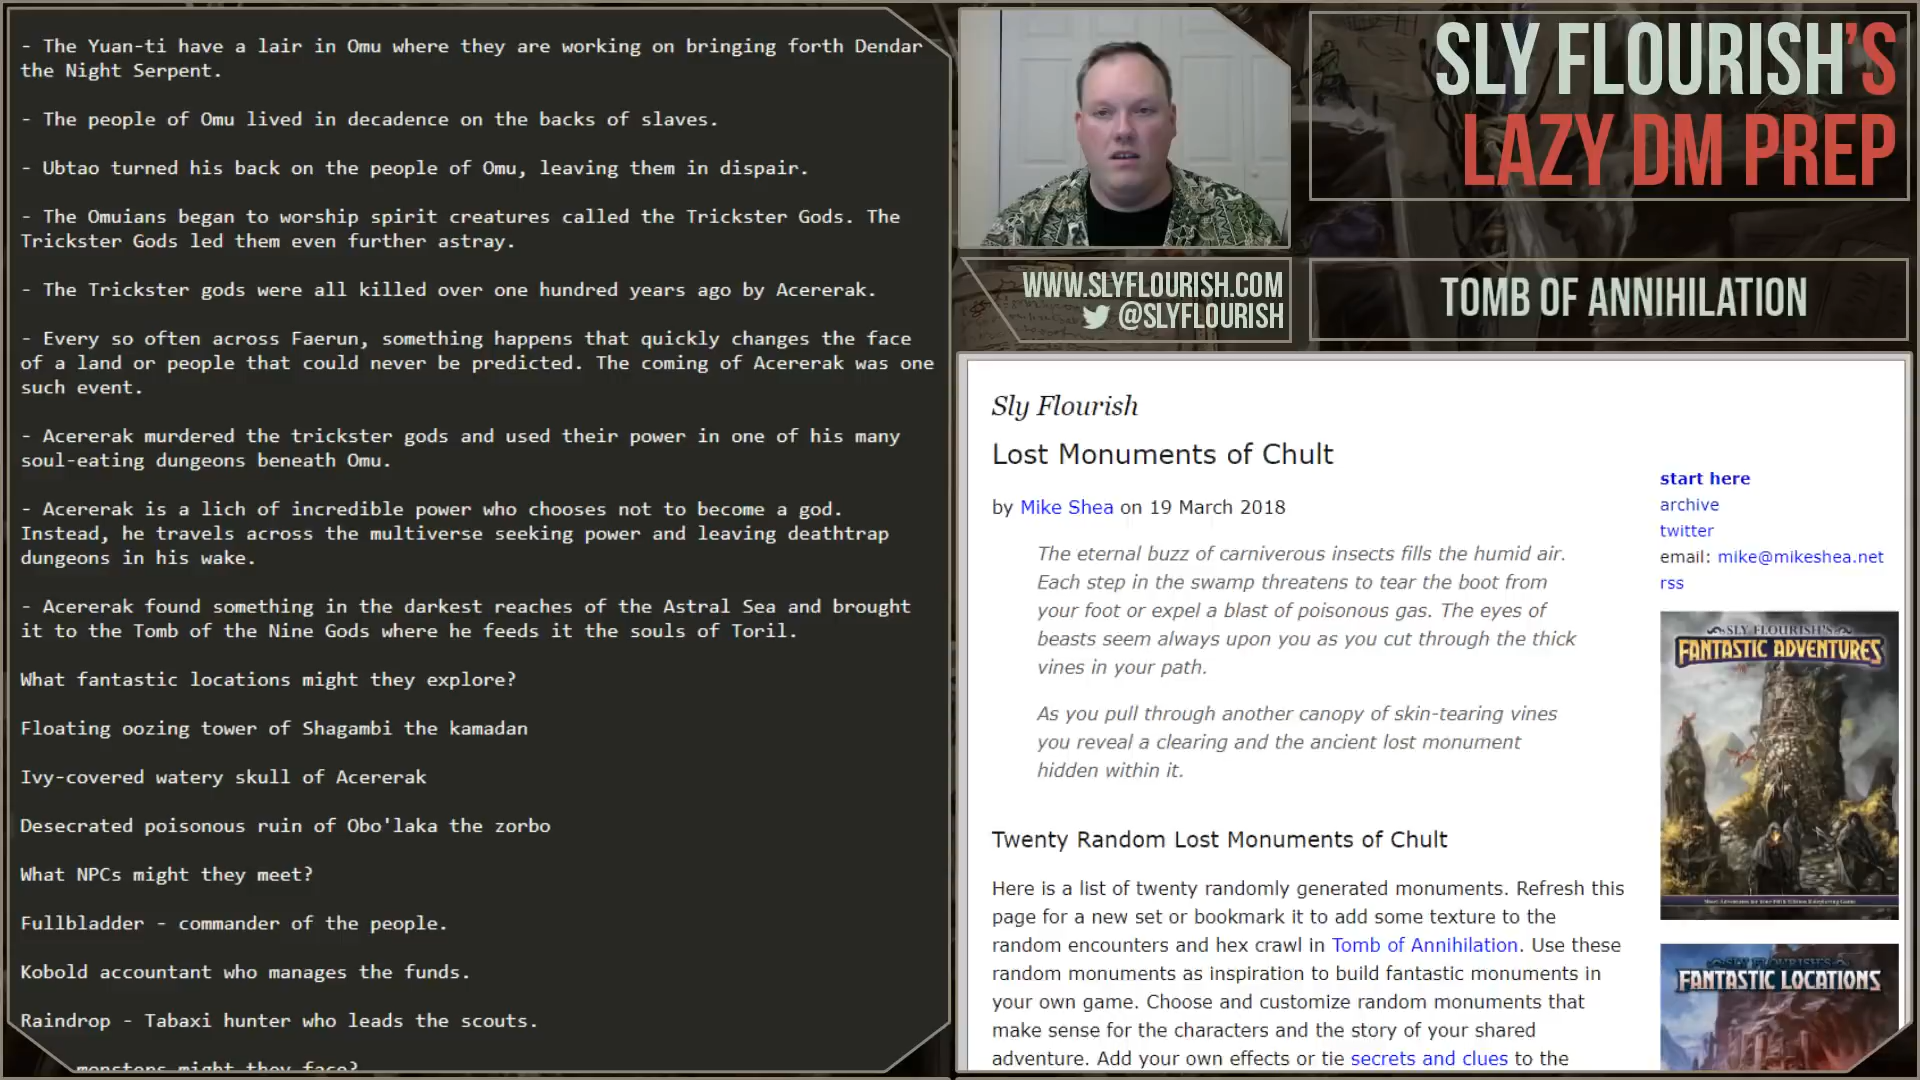 - The Yuan-ti have a lair in Omu where they are working on bringing forth Dendar
the Night Serpent.
- The people of Omu lived in decadence on the backs of slaves.
- Ubtao turned his back on the people of Omu, leaving them in dispair.
- The Omuians began to worship spirit creatures called the Trickster Gods. The
Trickster Gods led them even further astray.
- The Trickster gods were all killed over one hundred years ago by Acererak.
- Every so often across Faerun, something happens that quickly changes the face
of a land or people that could never be predicted. The coming of Acererak was one
such event.
- Acererak murdered the trickster gods and used their power in one of his many
soul-eating dungeons beneath Omu.
- Acererak is a lich of incredible power who chooses not to become a god.
Instead, he travels across the multiverse seeking power and leaving deathtrap
dungeons in his wake.
- Acererak found something in the darkest reaches of the Astral Sea and brought
it to the Tomb of the Nine Gods where he feeds it the souls of Toril.
What fantastic locations might they explore?
Floating oozing tower of Shagambi the kamadan
Ivy-covered watery skull of Acererak
Desecrated poisonous ruin of Obo'laka the zorbo
What NPCs might they meet?
Fullbladder - commander of the people.
Kobold accountant who manages the funds.
Raindrop - Tabaxi hunter who leads the scouts.
monsters might they face?
SLY FLOURISH'S
LAZY DM PREP
WWW.SLYFLOURISH.COM
@SLYFLOURISH
TOMB OF ANNIHILATION
Sly Flourish
Lost Monuments of Chult
by Mike Shea on 19 March 2018
The eternal buzz of carniverous insects fills the humid air.
Each step in the swamp threatens to tear the boot from
your foot or expel a blast of poisonous gas. The eyes of
beasts seem always upon you as you cut through the thick
vines in your path.
As you pull through another canopy of skin-tearing vines
you reveal a clearing and the ancient lost monument
hidden within it.
Twenty Random Lost Monuments of Chult
Here is a list of twenty randomly generated monuments. Refresh this
page for a new set or bookmark it to add some texture to the
random encounters and hex crawl in Tomb of Annihilation. Use these
random monuments as inspiration to build fantastic monuments in
your own game. Choose and customize random monuments that
make sense for the characters and the story of your shared
adventure. Add your own effects or tie secrets and clues to the
start here
archive
twitter
email: mike@mikeshea.net
rss
SLY FLOURISH'S
FANTASTIC ADVENTURES
SLY FLOURISH'S
FANTASTIC LOCATIONS